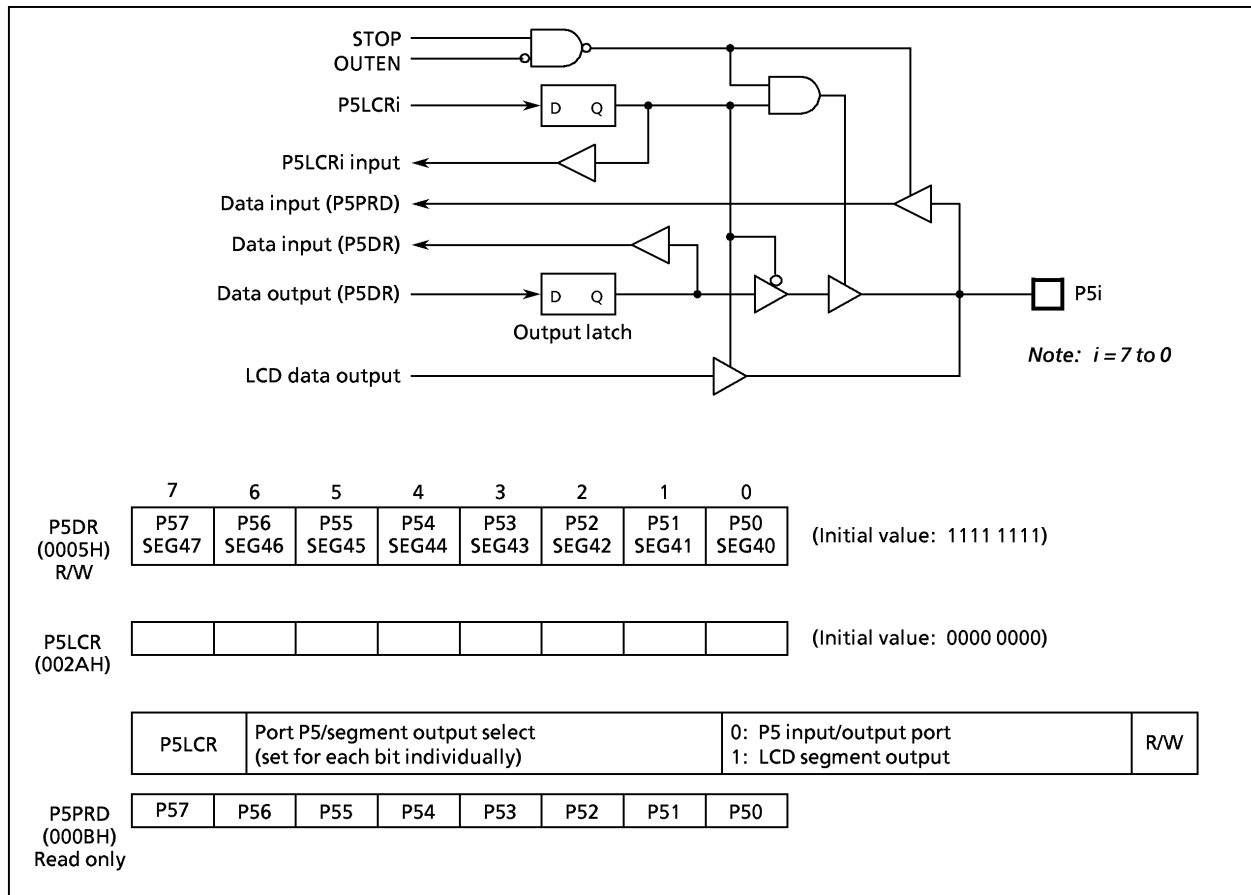 STOP
OUTEN
P5LCRi
D Q
P5LCRi input
Data input (P5PRD)
Data input (P5DR)
Data output (P5DR)
D Q
P5i
Output latch
Note: i = 7 to 0
LCD data output
7 6 5 4 3 2 1 0
P5DR
(0005H)
R/W
P57 P56 P55 P54 P53 P52 P51 P50
SEG47 SEG46 SEG45 SEG44 SEG43 SEG42 SEG41 SEG40
(Initial value: 1111 1111)
P5LCR
(002AH)
(Initial value: 0000 0000)
P5LCR
Port P5/segment output select
(set for each bit individually)
0: P5 input/output port
1: LCD segment output
R/W
P5PRD
(000BH)
Read only
P57 P56 P55 P54 P53 P52 P51 P50